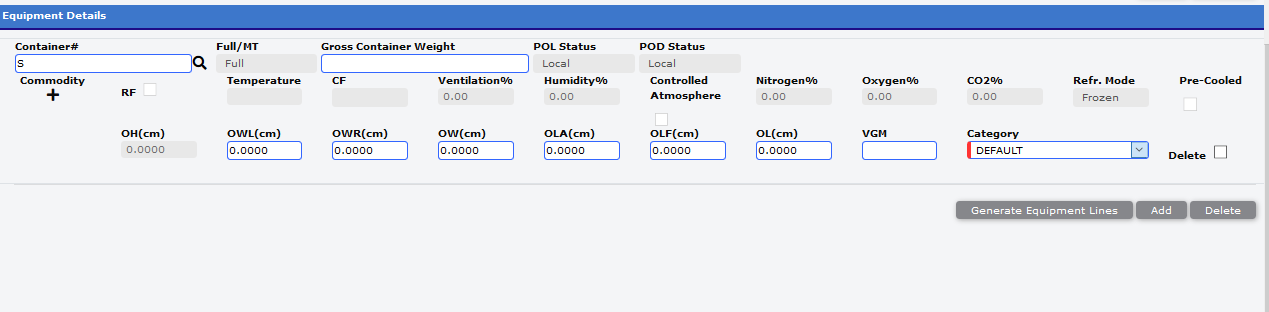 Equipment Details
Container# Full/MT Gross Container Weight POL Status POD Status
S Full Local Local
Commodity RF Temperature CF Ventilation% Humidity% Controlled Atmosphere Nitrogen% Oxygen% CO2% Refr. Mode Pre-Cooled
0.00 0.00 0.00 0.00 0.00 Frozen
OH(cm) OWL(cm) OWR(cm) OW(cm) OLA(cm) OLF(cm) OL(cm) VGM Category
0.0000 0.0000 0.0000 0.0000 0.0000 0.0000 0.0000 DEFAULT Delete
Generate Equipment Lines Add Delete